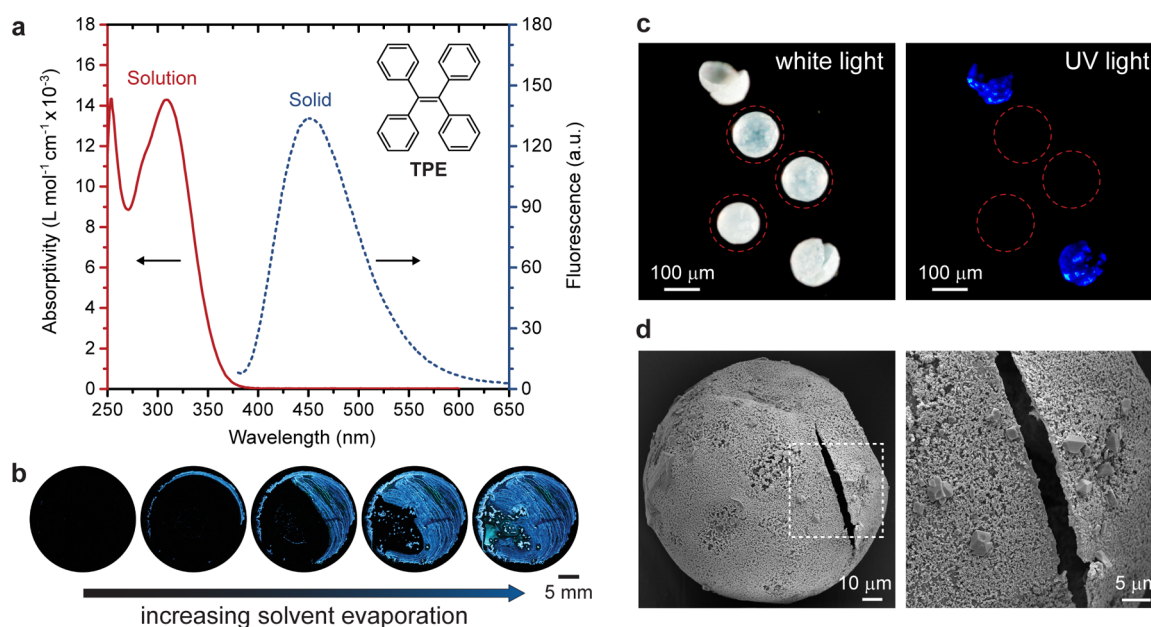 a
18
16
14
12
10
8
6
4
2
0
Absorptivity (L mol⁻¹ cm⁻¹ x10⁻³)
250 300 350 400 450 500 550 600 650
Wavelength (nm)
180
150
120
90
60
30
0
Fluorescence (a.u.)
Solution
Solid
TPE
b
5 mm
increasing solvent evaporation
c
white light
100 μm
UV light
100 μm
d
10 μm
5 μm